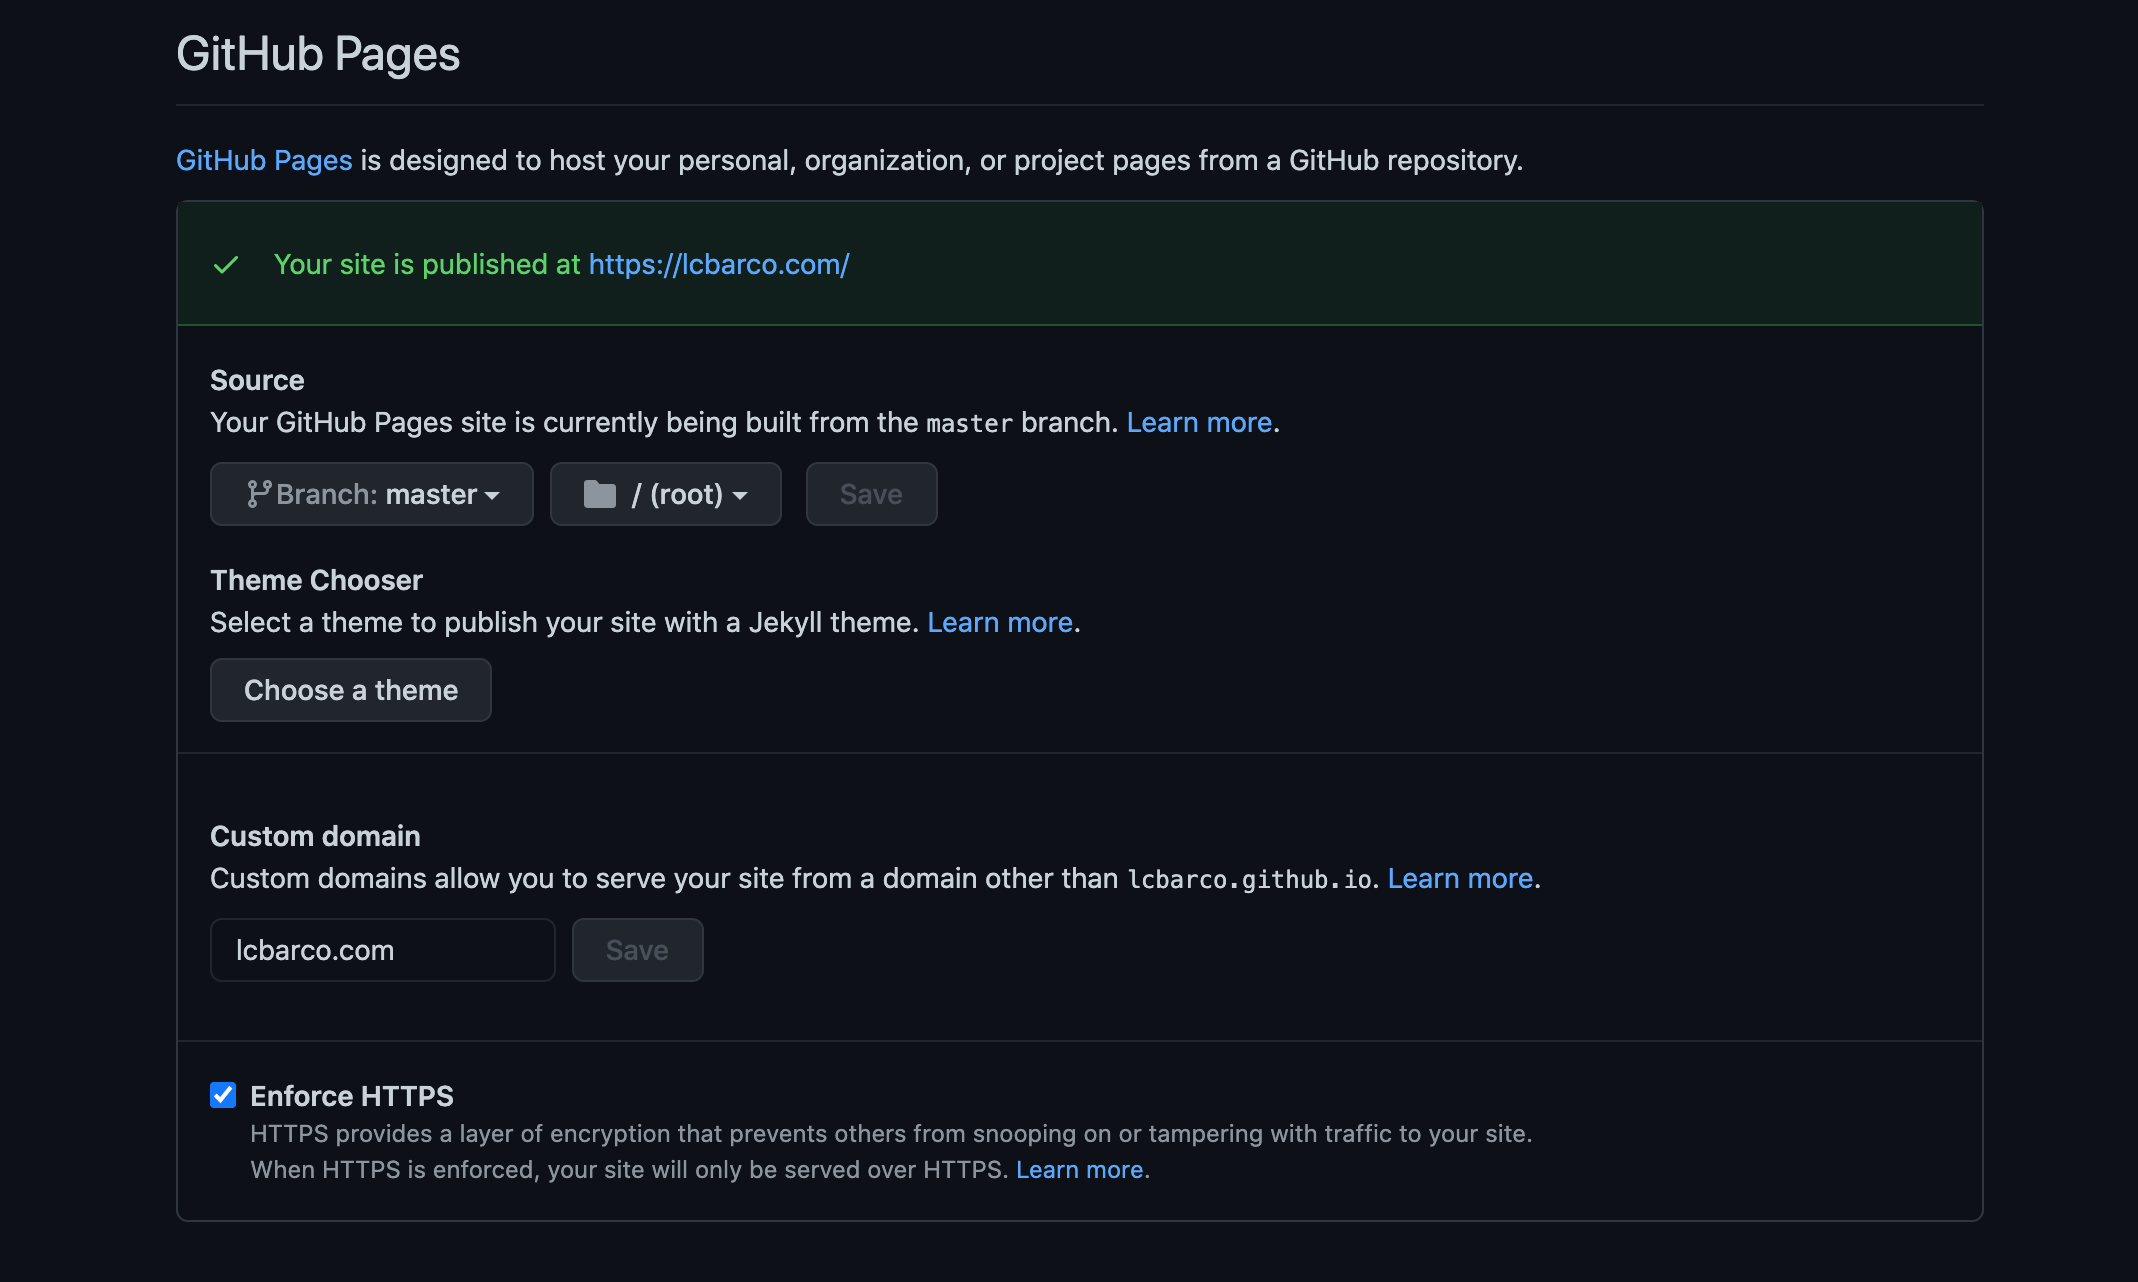 GitHub Pages
GitHub Pages is designed to host your personal, organization, or project pages from a GitHub repository.
Your site is published at https://lcbarco.com/
Source
Your GitHub Pages site is currently being built from the master branch. Learn more.
Branch: master / (root) Save
Theme Chooser
Select a theme to publish your site with a Jekyll theme. Learn more.
Choose a theme
Custom domain
Custom domains allow you to serve your site from a domain other than lcbarco.github.io. Learn more.
lcbarco.com Save
Enforce HTTPS
HTTPS provides a layer of encryption that prevents others from snooping on or tampering with traffic to your site.
When HTTPS is enforced, your site will only be served over HTTPS. Learn more.